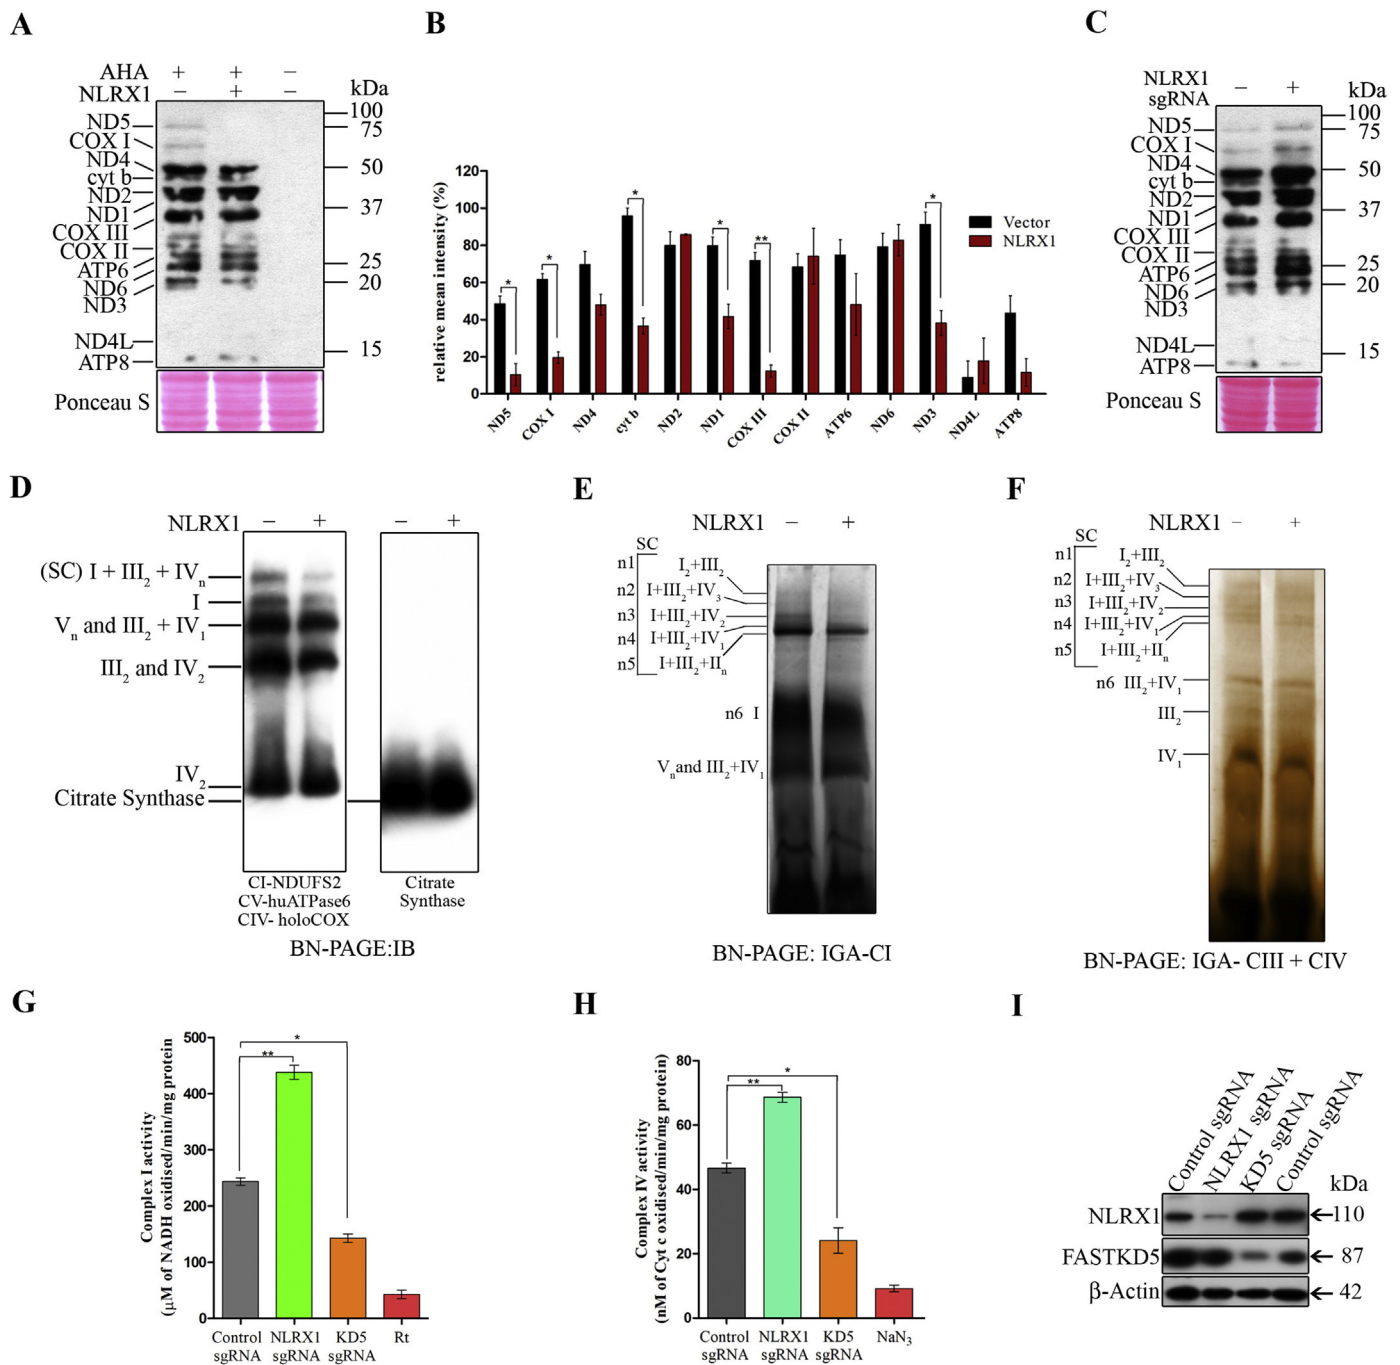 A
AHA + + −
NLRX1 + −
kDa
ND5
COX I
ND4
cyt b
ND2
ND1
COX III
COX II
ATP6
ND6
ND3
ND4L
ATP8
100
75
50
37
25
20
15
Ponceau S
B
relative mean intensity (%)
120
100
80
60
40
20
0
* * * * ** *
Vector
NLRX1
ND5 COX I ND4 cyt b ND2 ND1 COX III COX II ATP6 ND6 ND3 ND4L ATP8
C
NLRX1
sgRNA − +
kDa
ND5
COX I
ND4
cyt b
ND2
ND1
COX III
COX II
ATP6
ND6
ND3
ND4L
ATP8
100
75
50
37
25
20
15
Ponceau S
D
NLRX1 − + − +
(SC) I + III2 + IVn
I
Vn and III2 + IV1
III2 and IV2
IV2
Citrate Synthase
CI-NDUFS2
CV-huATPase6
CIV- holoCOX
Citrate
Synthase
BN-PAGE:IB
E
NLRX1 − +
SC
n1 I2+III2
n2 I+III2+IV3
n3 I+III2+IV2
n4 I+III2+IV1
n5 I+III2+IIn
n6 I
Vnand III2+IV1
BN-PAGE: IGA-CI
F
NLRX1 − +
SC
n1 I2+III2
n2 I+III2+IV3
n3 I+III2+IV2
n4 I+III2+IV1
n5 I+III2+IIn
n6 III2+IV1
III2
IV1
BN-PAGE: IGA- CIII + CIV
G
Complex I activity
(μM of NADH oxidised/min/mg protein
500
400
300
200
100
0
*
**
Control
sgRNA
NLRX1
sgRNA
KD5
sgRNA
Rt
H
Complex IV activity
(nM of Cyt c oxidised/min/mg protein)
80
60
40
20
0
*
**
Control
sgRNA
NLRX1
sgRNA
KD5
sgRNA
NaN3
I
Control sgRNA
NLRX1 sgRNA
KD5 sgRNA
Control sgRNA
kDa
NLRX1 110
FASTKD5 87
β-Actin 42